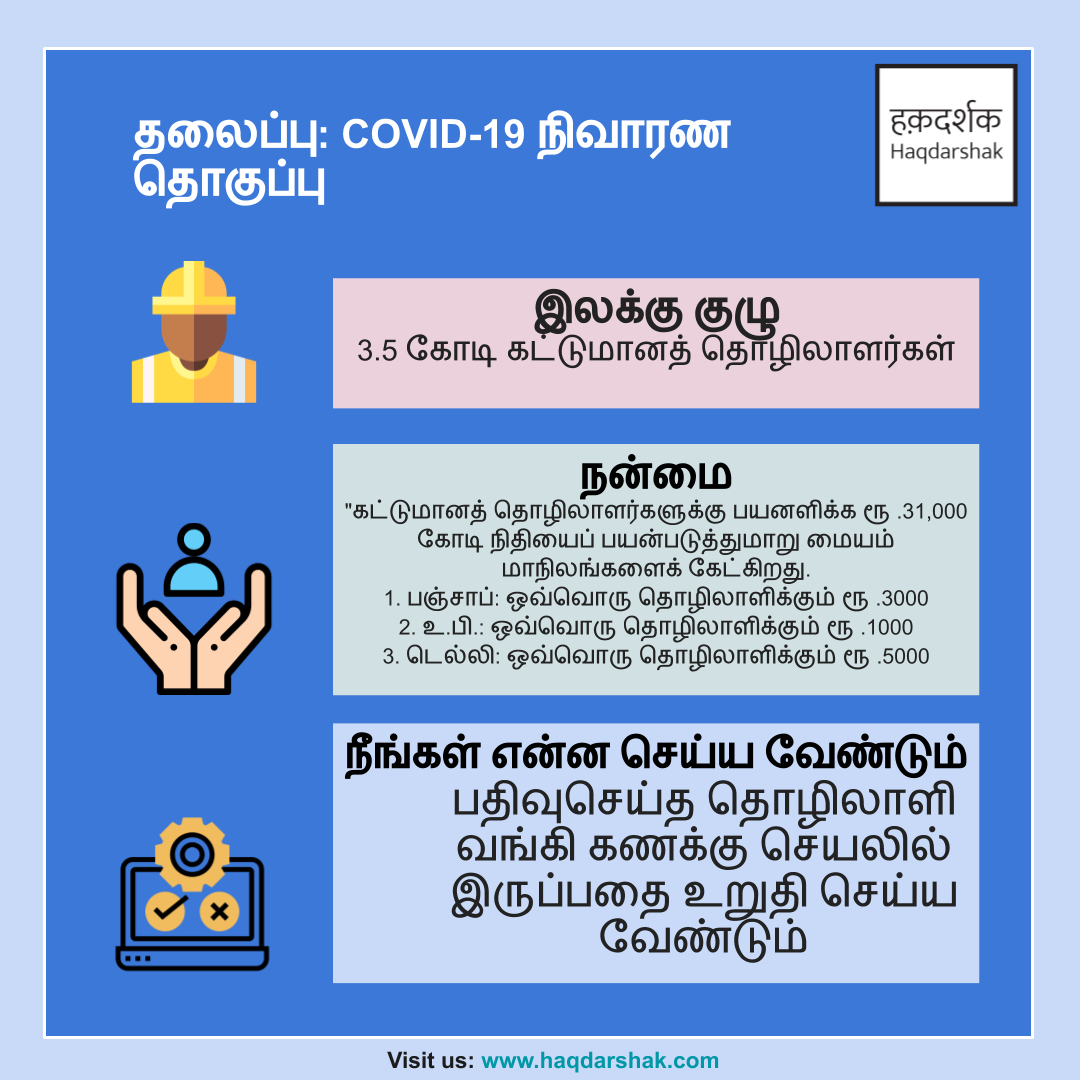 தலைப்பு: COVID-19 நிவாரண
தொகுப்பு
हक़दर्शक
Haqdarshak
இலக்கு குழு
3.5 கோடி கட்டுமானத் தொழிலாளர்கள்
நன்மை
"கட்டுமானத் தொழிலாளர்களுக்கு பயனளிக்க ரூ .31,000
கோடி நிதியைப் பயன்படுத்துமாறு மையம்
மாநிலங்களைக் கேட்கிறது.
1. பஞ்சாப்: ஒவ்வொரு தொழிலாளிக்கும் ரூ .3000
2. உ.பி.: ஒவ்வொரு தொழிலாளிக்கும் ரூ .1000
3. டெல்லி: ஒவ்வொரு தொழிலாளிக்கும் ரூ .5000
நீங்கள் என்ன செய்ய வேண்டும்
பதிவுசெய்த தொழிலாளி
வங்கி கணக்கு செயலில்
இருப்பதை உறுதி செய்ய
வேண்டும்
Visit us: www.haqdarshak.com